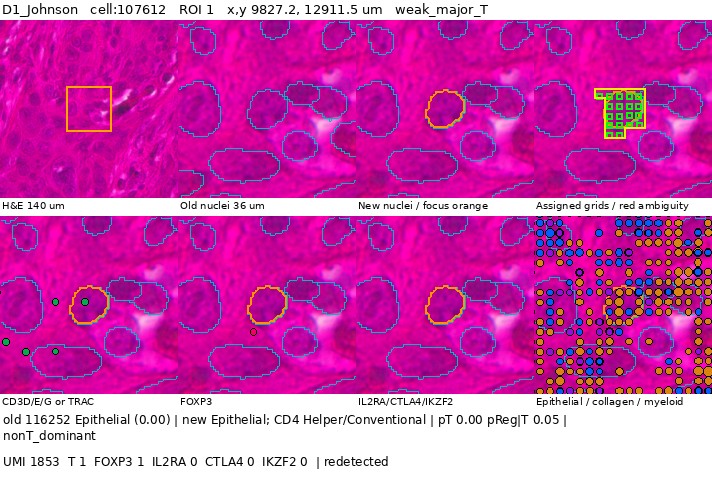 D1_Johnson   cell:107612   ROI 1   x,y 9827.2, 12911.5 um   weak_major_T
H&E 140 um
Old nuclei 36 um
New nuclei / focus orange
Assigned grids / red ambiguity
CD3D/E/G or TRAC
FOXP3
IL2RA/CTLA4/IKZF2
Epithelial / collagen / myeloid
old 116252 Epithelial (0.00) | new Epithelial; CD4 Helper/Conventional | pT 0.00 pReg|T 0.05 |
nonT_dominant
UMI 1853  T 1  FOXP3 1  IL2RA 0  CTLA4 0  IKZF2 0  | redetected